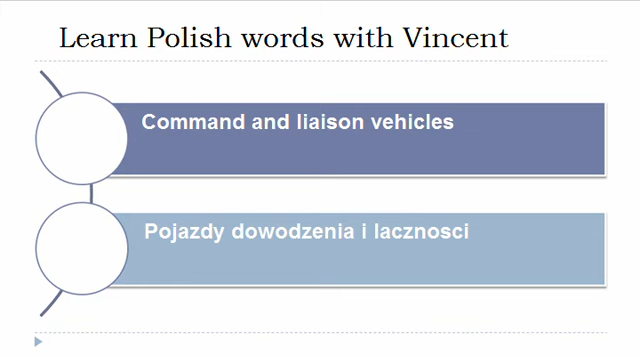 Learn Polish words with Vincent
Command and liaison vehicles
Pojazdy dowodzenia i lacznosci